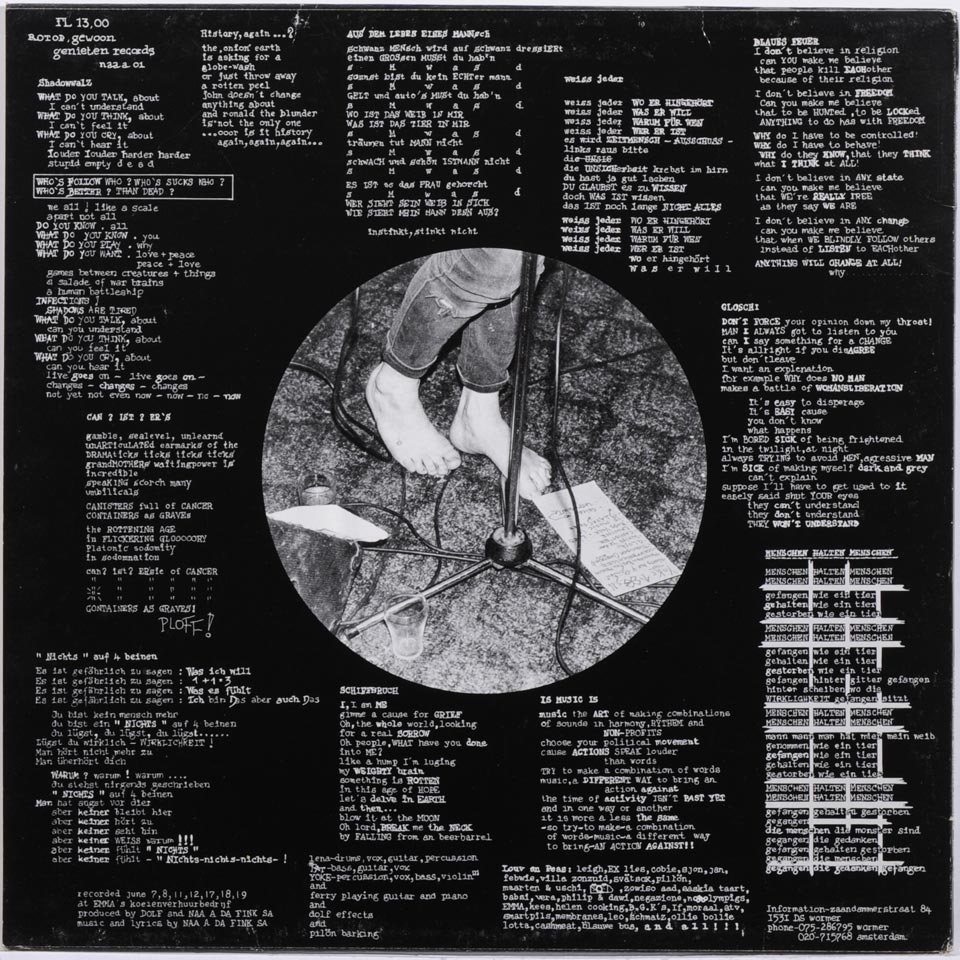 FL 13,00
ROTOD, gewoon
genieten records
naa a 01
Shadowwalz
WHAT DO YOU TALK, about
I can't understand
WHAT DO YOU THINK, about
I can't feel it
WHAT DO YOU CRY, about
I can't hear it
louder louder harder harder
stupid empty d e a d
WHO'S FOLLOW WHO ? WHO'S SUCKS WHO ?
WHO'S BETTER ? THAN DEAD ?
we all ! like a scale
apart not all
DO YOU KNOW . all
WHAT DO YOU KNOW . you
WHAT DO YOU PLAY . why
WHAT DO YOU WANT . love+peace
peace + love
games between creatures + things
a salade of war brains
a human battleship
INFECTIONS !
SHADOWS ARE TIRED
WHAT DO YOU TALK, about
can you understand
WHAT DO YOU THINK, about
can you feel it
WHAT DO YOU CRY, about
can you hear it
live goes on - live goes on -
changes - changes - changes
not yet not even now - now - no - now
CAN ? IST ? ER'S
gamble, sealevel, unlearnd
unARTICULATED earmarks of the
DRAMAticks ticks ticks ticks
grandMOTHERS waitingpower is
incredible
speaking scorch many
umbilicals
CANISTERS full of CANCER
CONTAINERS as GRAVEs
the ROTTENING AGE
in FLICKERING GLOOOOORY
Platonic sodomity
in sodomnation
can? ist? ERsie of CANCER
" " " " "
CONTAINERS AS GRAVES!
PLOFF!
" Nichts " auf 4 beinen
Es ist gefährlich zu sagen : Was ich will
Es ist gefährlich zu sagen : 1+1=3
Es ist gefährlich zu sagen : Was es fühlt
Es ist gefährlich zu sagen : Ich bin Das aber auch Das
Du bist kein mensch mehr
du bist ein " NICHTS " auf 4 beinen
du lügst, du lügst, du lügst......
Lügst du wirklich - WIRKLICHKEIT !
Man hört nicht mehr zu
Man überhört dich
WARUM ? warum ! warum ....
du stehst nirgends geschrieben
" NICHTS " auf 4 beinen
Man hat angst vor dier
aber keiner bleibt hier
aber keiner hört zu
aber keiner seht hin
aber keiner WEISS warum !!!
aber keiner fühlt " NICHTS "
aber keiner fühlt - " Nichts-nichts-nichts- !
recorded june 7,8,11,12,17,18,19
at EMMA's koeienverhuurbedrijf
produced by DOLF and NAA A DA FINK SA
music and lyrics by NAA A DA FINK SA
History, again ...?
the,onion earth
is asking for a
globe-wash
or just throw away
a rotten peel
john doesn't change
anything about
and ronald the blunder
is not the only one
...ooor is it history
again,again,again...
AUS DEM LEBES EINES MANNsch
schwanz MENsch wird auf schwanz dressiert
einen GROSSEN MUSST du hab'n
s M w a s d
sonnst bist du kein ECHTER mann
s M w a s d
GELT und auto's MUSt du hab'n
s M w a s d
WO IST DAS WEIB IS MIR
WAS IST DAS TIER IN MIR
s M w a s d
träumen tut MANN nicht
s M w a s d
schWACH und schön ISTMANN nicht
s M w a s d
ES IST es das FRAU gehorcht
s M w a s d
WER SIEHT SEIN WEIB IS SICH
WIE SIEHT MEIN MANN DENN AUS?
instinkt,stinkt nicht
weiss jeder
weiss jeder WO ER HINGEHÖRT
weiss jeder WAS ER WILL
weiss jeder WARUM FÜR WEN
weiss jeder WER ER IST
es wird ZEITMENSCH - AUSSCHUSS -
links raus bitte
die UNSIS
die UNSICHerheit krebst im hirn
du hast ja gut lachen
DU GLAUBST es zu WISSEN
doch WAS IST wissen
das IST noch lange NICHT ALLES
weiss jeder WO ER HINGEHÖRT
weiss jeder WAS ER WILL
weiss jeder WARUM FÜR WEN
weiss jeder WER ER IST
wo er hingehört
w a s e r w i l l
BLAUES FEUER
I don't believe in religion
can YOU make me believe
that people kill EACHother
because of their religion
I don't believe in FREEDOM
Can you make me believe
that to be HUNTED ,to be LOCKED
ANYTHING to do has with FREEDOM
WHY do I have to be controlled!
WHY do I have to behave!
WHY do they KNOW,that they THINK
what I THINK at ALL!
I don't believe in ANY state
can you make me believe
that WE're REALLY FREE
as they say WE ARE
I don't believe in ANY change
can you make me believe
that when WE BLINDLY FOLLOW others
instead of LISTEN to EACHother
ANYTHING WILL CHANGE AT ALL!
why
GLOSCHI
DON'T FORCE your opinion down my throat!
MAN I ALWAYS got to listen to you
can I say something for a CHANGE
It's allright if you disAGREE
but don'tleave
I want an explenation
for example WHY does NO MAN
makes a battle of WOMANSLIBERATION
It's easy to disperage
It's EASY cause
you don't know
what happens
I'm BORED SICK of being frightened
in the twilight,at night
always TRYING to avoid MEN,agressive MAN
I'm SICK of making myself dark and grey
can't explain
suppose I'll have to get used to it
easely said shut YOUR eyes
they can't understand
they don't understand
THEY WON'T UNDERSTAND
MENSCHEN HALTEN MENSCHEN
MENSCHEN HALTEN MENSCHEN
MENSCHEN HALTEN MENSCHEN
gefangen wie ein tier
gehalten wie ein tier
gestorben wie ein tier
MENSCHEN HALTEN MENSCHEN
MENSCHEN HALTEN MENSCHEN
gefangen wie ein tier
gehalten wie ein tier
gestorben wie ein tier
gefangen hinter gitter gefangen
hinter scheiben wo die
WIRKLICHKEIT gefangen sitzt
MENSCHEN HALTEN MENSCHEN
MENSCHEN HALTEN MENSCHEN
mann mann man hat mier mein weib
genommen wie ein tier
gefangen wie ein tier
gehalten wie ein tier
gestorben wie ein tier
MENSCHEN HALTEN MENSCHEN
MENSCHEN HALTEN MENSCHEN
gefangen gehalten gestorben
gegangen
die menschen die monster sind
gegangen die gedanken
gefangen gehalten gestorben
gegangen die menschen
gegangen die gedanken gefangen
SCHIFFBRUCH
I,I am ME
gimme a cause for GRIEF
Oh,the whole world,looking
for a real SORROW
Oh people,WHAT have you done
into ME?
like a hump I'm luging
my WEIGHTY brain
something is ROTTEN
in this age of HOPE
let's delve in EARTH
and then...
blow it at the MOON
Oh lord,BREAK me the NECK
by FALLING from an beerbarrel
lena-drums,vox,guitar,percussion
-bass,guitar,vox
YOKE-percussion,vox,bass,violin
and
ferry playing guitar and piano
and
dolf effects
and
pilön barking
IS MUSIC IS
music the ART of making combinations
of sounds in harmony,RYTHEM and
NON-PROFITS
choose your political movement
cause ACTIONS SPEAK louder
than words
TRY to make a combination of words
music,a DIFFERENT WAY to bring an
action against
the time of activity ISN'T PAST YET
and in one way or another
it is more a less the same
-so try-to make-a combination
of words-music-a different way
to bring-AN ACTION AGAINST!!
Love an Peas: leigh,EX lies,cobie,sjon,jan,
febwie,willa zonzuid,svätsox,pilön,
maarten & uschi, ,zowiso aad,saskia taart,
babsi,vera,philip & dawi,negazione,no olympigs,
EMMA,kees,helen cooking,B.G.K's,If,morsal,atv,
smartpils,membranes,leo,schmatz,ollie bollie
lotta,cashmeat,blauwe bus, a n d a l l ! ! !
Information-zaandammerstraat 84
1531 DS wormer
phone-075-286795 wormer
020-715768 amsterdam